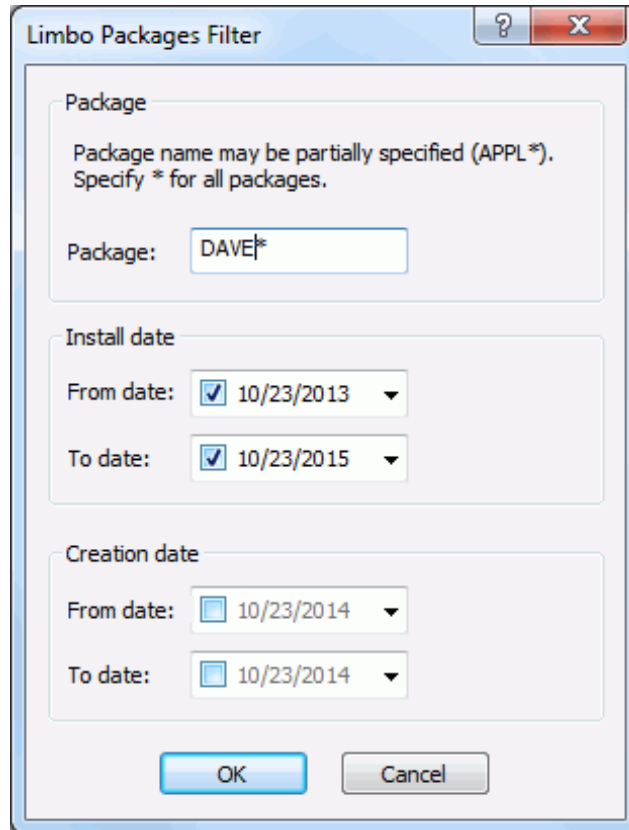 Limbo Packages Filter
?
Package
Package name may be partially specified (APPL*).
Specify * for all packages.
Package: DAVE*
Install date
From date: 10/23/2013
To date: 10/23/2015
Creation date
From date: 10/23/2014
To date: 10/23/2014
OK Cancel